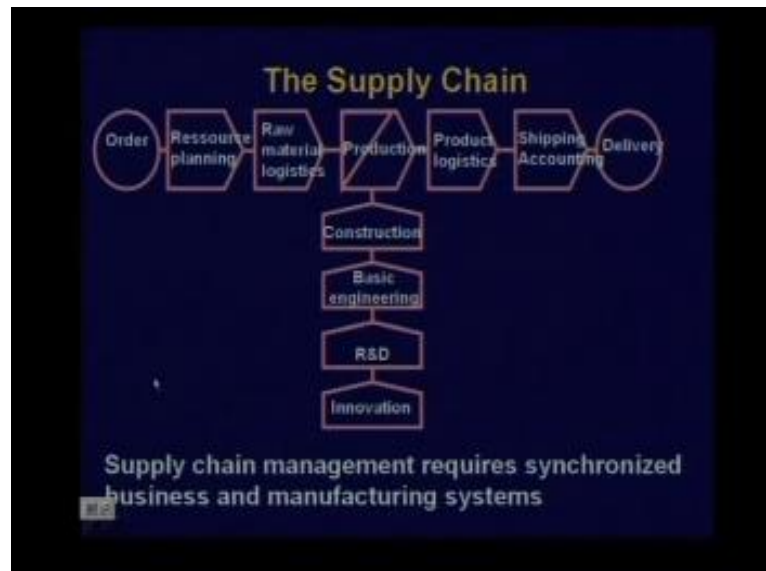 The Supply Chain
Order
Ressource
planning
Raw
material
logistics
Production
Product
logistics
Shipping
Accounting
Delivery
Construction
Basic
engineering
R&D
Innovation
Supply chain management requires synchronized
business and manufacturing systems